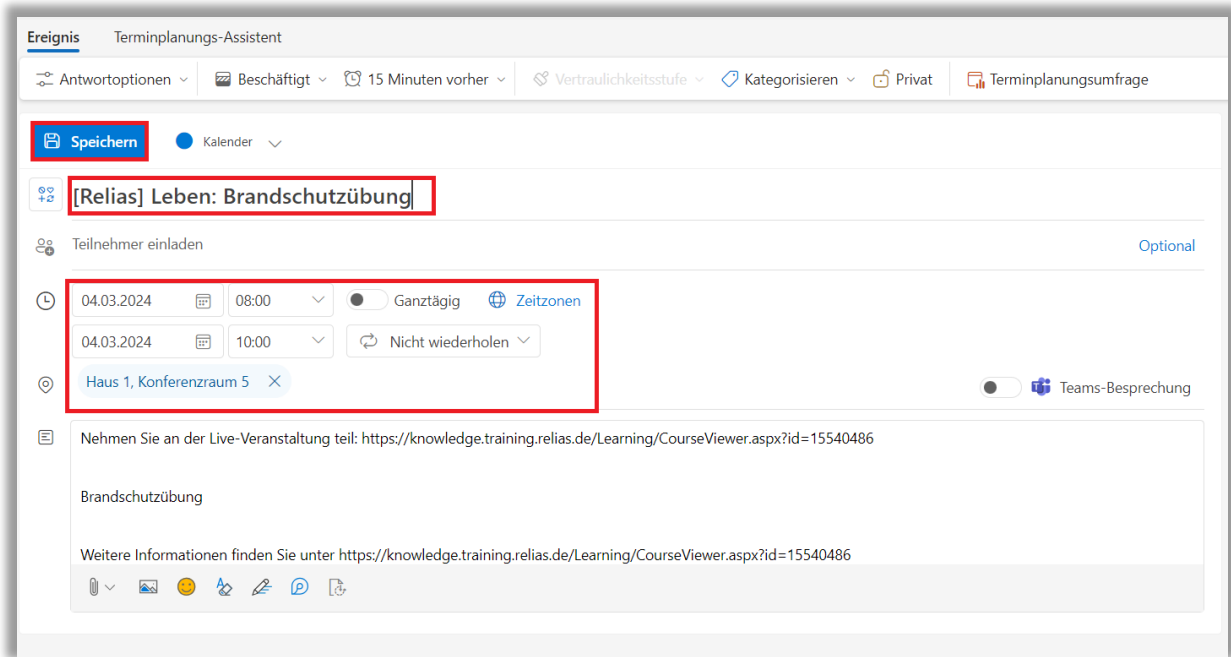 Ereignis Terminplanungs-Assistent
Antwortoptionen Beschäftigt 15 Minuten vorher Vertraulichkeitsstufe Kategorisieren Privat Terminplanungsumfrage
Speichern Kalender
[Relias] Leben: Brandschutzübung
Teilnehmer einladen Optional
04.03.2024 08:00 Ganztägig Zeitzonen
04.03.2024 10:00 Nicht wiederholen
Haus 1, Konferenzraum 5 Teams-Besprechung
Nehmen Sie an der Live-Veranstaltung teil: https://knowledge.training.relias.de/Learning/CourseViewer.aspx?id=15540486
Brandschutzübung
Weitere Informationen finden Sie unter https://knowledge.training.relias.de/Learning/CourseViewer.aspx?id=15540486